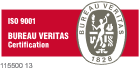 ISO 9001
BUREAU VERITAS
Certification
BUREAU VERITAS
1828
115500 13